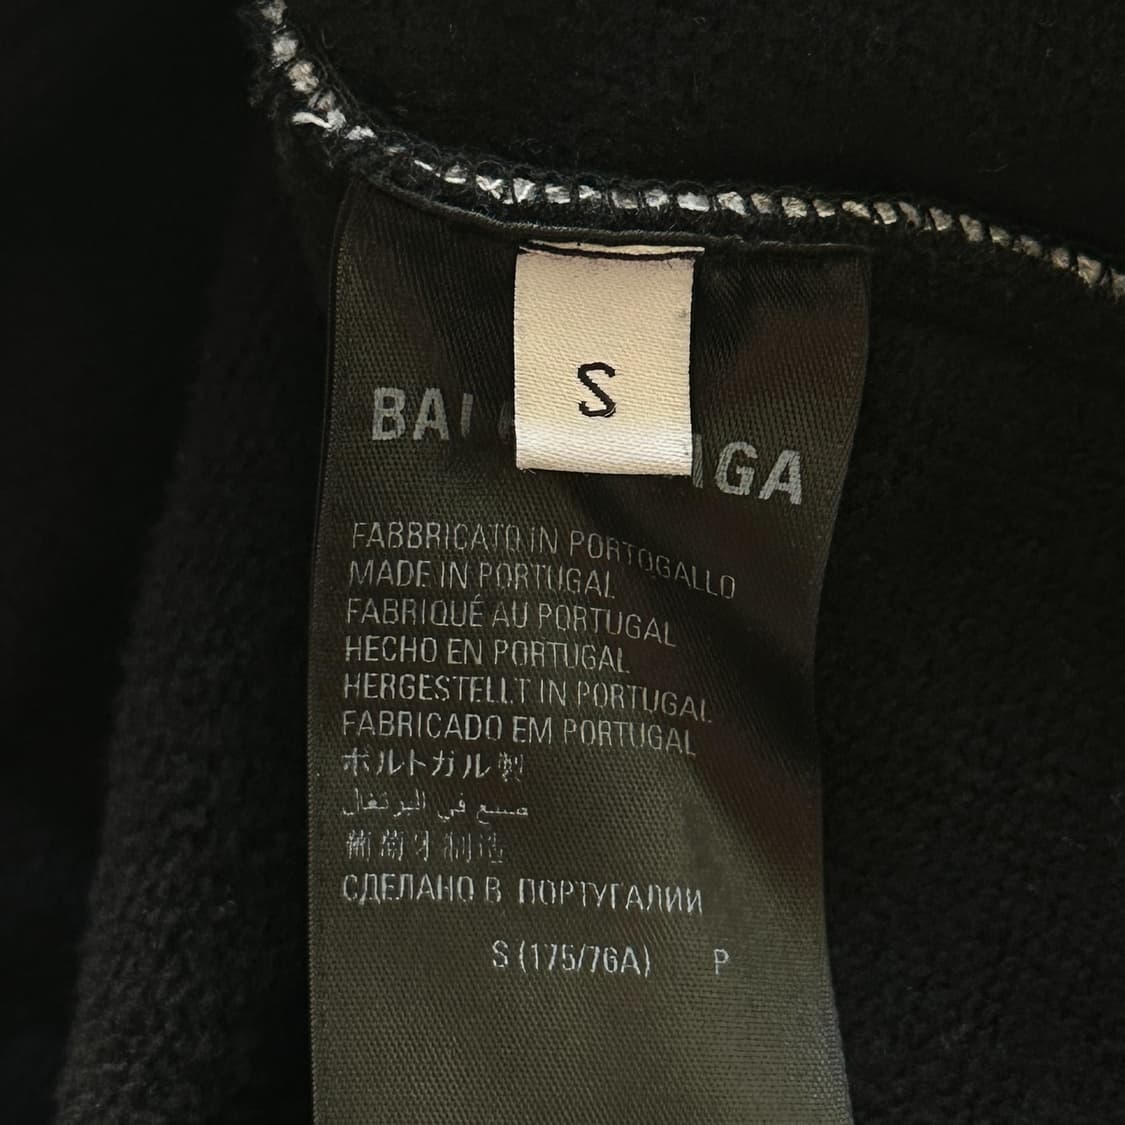 S
BAL NGA
FABBRICATO IN PORTOGALLO
MADE IN PORTUGAL
FABRIQUÉ AU PORTUGAL
HECHO EN PORTUGAL
HERGESTELLT IN PORTUGAL
FABRICADO EM PORTUGAL
ポルトガル製
صنع في البرتغال
葡萄牙制造
СДЕЛАНО В ПОРТУГАЛИИ
S (175/76A) P